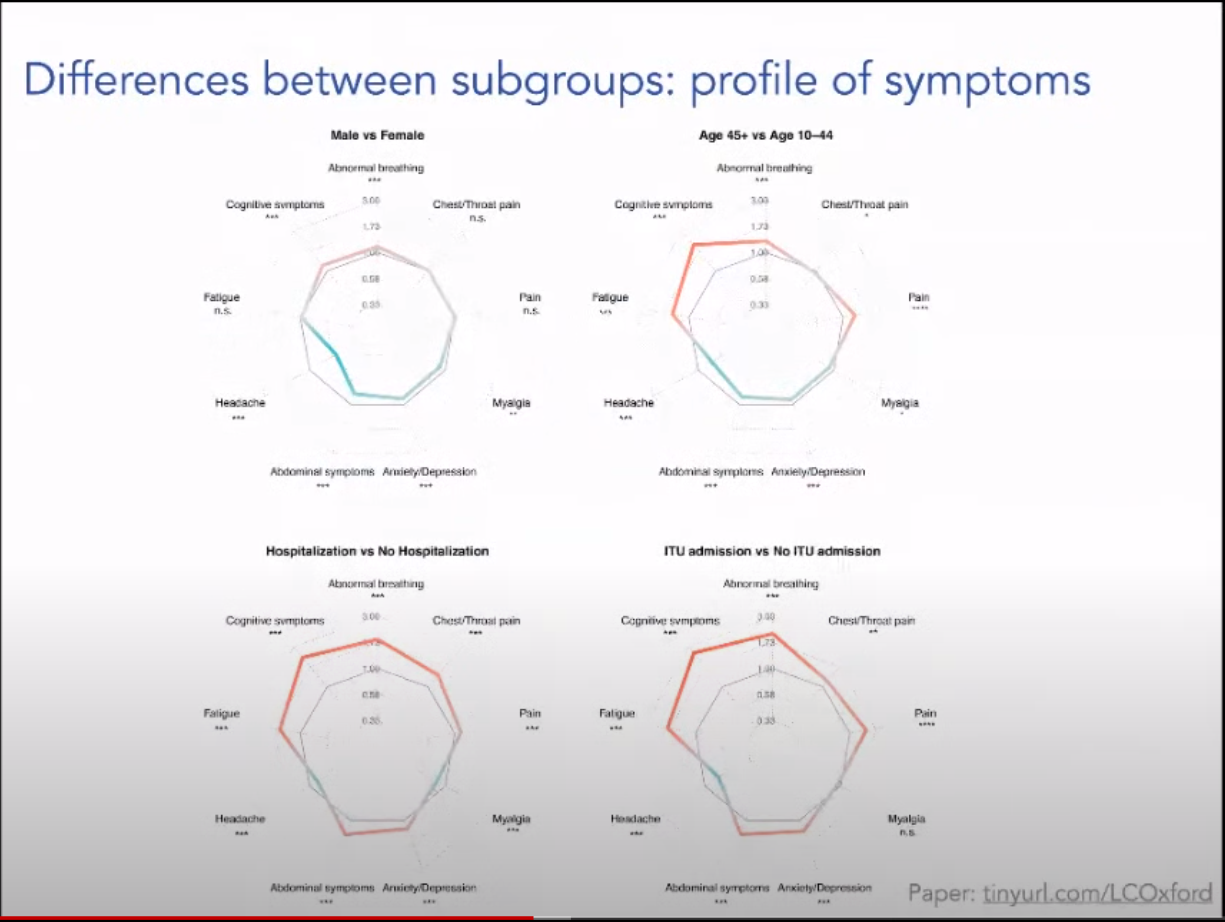 Differences between subgroups: profile of symptoms
Male vs Female
Abnormal breathing
***
Cognitive symptoms
***
3.00
Chest/Throat pain
n.s.
1.73
1.00
0.58
0.33
Fatigue
n.s.
Pain
n.s.
Headache
***
Myalgia
**
Abdominal symptoms
***
Anxiety/Depression
***
Age 45+ vs Age 10–44
Abnormal breathing
***
Cognitive symptoms
***
3.00
Chest/Throat pain
*
1.73
1.00
0.58
0.33
Fatigue
***
Pain
Headache
***
Myalgia
*
Abdominal symptoms
***
Anxiety/Depression
***
Hospitalization vs No Hospitalization
Abnormal breathing
***
Cognitive symptoms
***
3.00
Chest/Throat pain
***
1.73
1.00
0.58
0.33
Fatigue
***
Pain
***
Headache
***
Myalgia
***
Abdominal symptoms
***
Anxiety/Depression
***
ITU admission vs No ITU admission
Abnormal breathing
***
Cognitive symptoms
***
3.00
Chest/Throat pain
**
1.73
1.00
0.58
0.33
Fatigue
***
Pain
Headache
***
Myalgia
n.s.
Abdominal symptoms
***
Anxiety/Depression
***
Paper: tinyurl.com/LCOxford